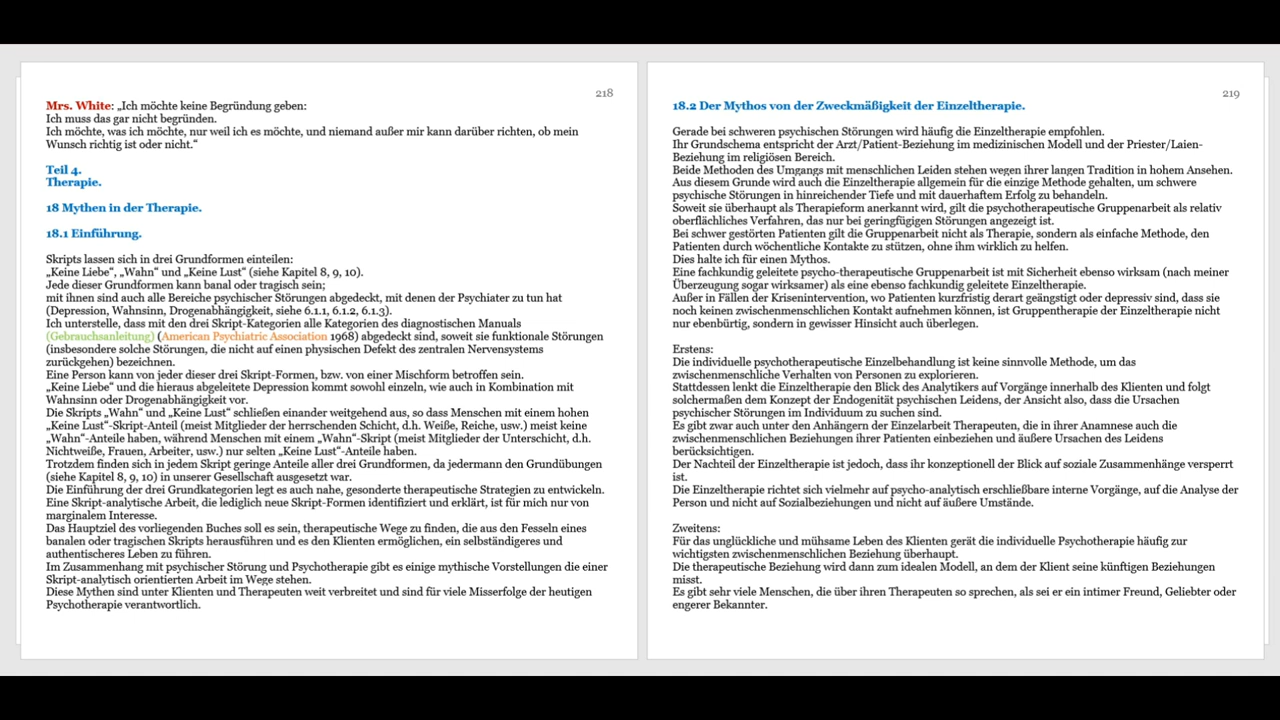 218
Mrs. White: „Ich möchte keine Begründung geben:
Ich muss das gar nicht begründen.
Ich möchte, was ich möchte, nur weil ich es möchte, und niemand außer mir kann darüber richten, ob mein
Wunsch richtig ist oder nicht.“
Teil 4.
Therapie.
18 Mythen in der Therapie.
18.1 Einführung.
Skripts lassen sich in drei Grundformen einteilen:
„Keine Liebe“, „Wahn“ und „Keine Lust“ (siehe Kapitel 8, 9, 10).
Jede dieser Grundformen kann banal oder tragisch sein;
mit ihnen sind auch alle Bereiche psychischer Störungen abgedeckt, mit denen der Psychiater zu tun hat
(Depression, Wahnsinn, Drogenabhängigkeit, siehe 6.1.1, 6.1.2, 6.1.3).
Ich unterstelle, dass mit den drei Skript-Kategorien alle Kategorien des diagnostischen Manuals
(Gebrauchsanleitung) (American Psychiatric Association 1968) abgedeckt sind, soweit sie funktionale Störungen
(insbesondere solche Störungen, die nicht auf einen physischen Defekt des zentralen Nervensystems
zurückgehen) bezeichnen.
Eine Person kann von jeder dieser drei Skript-Formen, bzw. von einer Mischform betroffen sein.
„Keine Liebe“ und die hieraus abgeleitete Depression kommt sowohl einzeln, wie auch in Kombination mit
Wahnsinn oder Drogenabhängigkeit vor.
Die Skripts „Wahn“ und „Keine Lust“ schließen einander weitgehend aus, so dass Menschen mit einem hohen
„Keine Lust“-Skript-Anteil (meist Mitglieder der herrschenden Schicht, d.h. Weiße, Reiche, usw.) meist keine
„Wahn“-Anteile haben, während Menschen mit einem „Wahn“-Skript (meist Mitglieder der Unterschicht, d.h.
Nichtweiße, Frauen, Arbeiter, usw.) nur selten „Keine Lust“-Anteile haben.
Trotzdem finden sich in jedem Skript geringe Anteile aller drei Grundformen, da jedermann den Grundübungen
(siehe Kapitel 8, 9, 10) in unserer Gesellschaft ausgesetzt war.
Die Einführung der drei Grundkategorien legt es auch nahe, gesonderte therapeutische Strategien zu entwickeln.
Eine Skript-analytische Arbeit, die lediglich neue Skript-Formen identifiziert und erklärt, ist für mich nur von
marginalem Interesse.
Das Hauptziel des vorliegenden Buches soll es sein, therapeutische Wege zu finden, die aus den Fesseln eines
banalen oder tragischen Skripts herausführen und es den Klienten ermöglichen, ein selbständigeres und
authentischeres Leben zu führen.
Im Zusammenhang mit psychischer Störung und Psychotherapie gibt es einige mythische Vorstellungen die einer
Skript-analytisch orientierten Arbeit im Wege stehen.
Diese Mythen sind unter Klienten und Therapeuten weit verbreitet und sind für viele Misserfolge der heutigen
Psychotherapie verantwortlich.
219
18.2 Der Mythos von der Zweckmäßigkeit der Einzeltherapie.
Gerade bei schweren psychischen Störungen wird häufig die Einzeltherapie empfohlen.
Ihr Grundschema entspricht der Arzt/Patient-Beziehung im medizinischen Modell und der Priester/Laien-
Beziehung im religiösen Bereich.
Beide Methoden des Umgangs mit menschlichen Leiden stehen wegen ihrer langen Tradition in hohem Ansehen.
Aus diesem Grunde wird auch die Einzeltherapie allgemein für die einzige Methode gehalten, um schwere
psychische Störungen in hinreichender Tiefe und mit dauerhaftem Erfolg zu behandeln.
Soweit sie überhaupt als Therapieform anerkannt wird, gilt die psychotherapeutische Gruppenarbeit als relativ
oberflächliches Verfahren, das nur bei geringfügigen Störungen angezeigt ist.
Bei schwer gestörten Patienten gilt die Gruppenarbeit nicht als Therapie, sondern als einfache Methode, den
Patienten durch wöchentliche Kontakte zu stützen, ohne ihm wirklich zu helfen.
Dies halte ich für einen Mythos.
Eine fachkundig geleitete psycho-therapeutische Gruppenarbeit ist mit Sicherheit ebenso wirksam (nach meiner
Überzeugung sogar wirksamer) als eine ebenso fachkundig geleitete Einzeltherapie.
Außer in Fällen der Krisenintervention, wo Patienten kurzfristig derart geängstigt oder depressiv sind, dass sie
noch keinen zwischenmenschlichen Kontakt aufnehmen können, ist Gruppentherapie der Einzeltherapie nicht
nur ebenbürtig, sondern in gewisser Hinsicht auch überlegen.
Erstens:
Die individuelle psychotherapeutische Einzelbehandlung ist keine sinnvolle Methode, um das
zwischenmenschliche Verhalten von Personen zu explorieren.
Stattdessen lenkt die Einzeltherapie den Blick des Analytikers auf Vorgänge innerhalb des Klienten und folgt
solchermaßen dem Konzept der Endogenität psychischen Leidens, der Ansicht also, dass die Ursachen
psychischer Störungen im Individuum zu suchen sind.
Es gibt zwar auch unter den Anhängern der Einzelarbeit Therapeuten, die in ihrer Anamnese auch die
zwischenmenschlichen Beziehungen ihrer Patienten einbeziehen und äußere Ursachen des Leidens
berücksichtigen.
Der Nachteil der Einzeltherapie ist jedoch, dass ihr konzeptionell der Blick auf soziale Zusammenhänge versperrt
ist.
Die Einzeltherapie richtet sich vielmehr auf psycho-analytisch erschließbare interne Vorgänge, auf die Analyse der
Person und nicht auf Sozialbeziehungen und nicht auf äußere Umstände.
Zweitens:
Für das unglückliche und mühsame Leben des Klienten gerät die individuelle Psychotherapie häufig zur
wichtigsten zwischenmenschlichen Beziehung überhaupt.
Die therapeutische Beziehung wird dann zum idealen Modell, an dem der Klient seine künftigen Beziehungen
misst.
Es gibt sehr viele Menschen, die über ihren Therapeuten so sprechen, als sei er ein intimer Freund, Geliebter oder
engerer Bekannter.